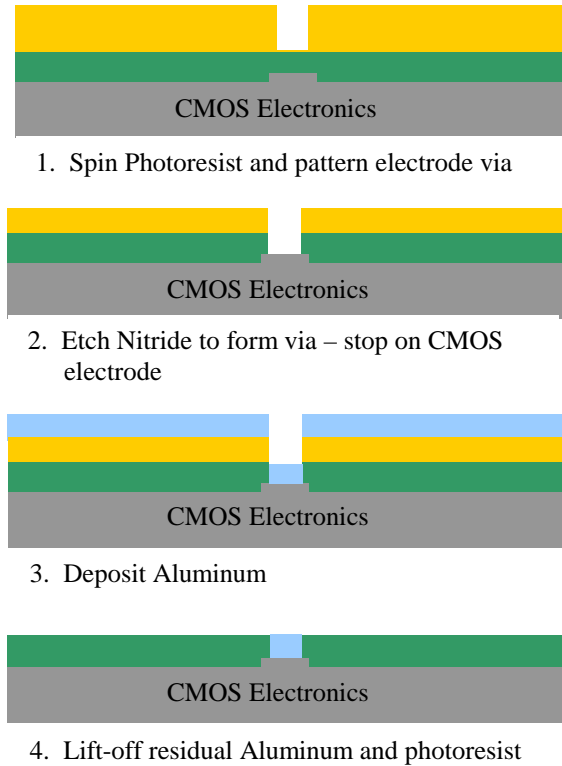 CMOS Electronics
1. Spin Photoresist and pattern electrode via
CMOS Electronics
2. Etch Nitride to form via – stop on CMOS
electrode
CMOS Electronics
3. Deposit Aluminum
CMOS Electronics
4. Lift-off residual Aluminum and photoresist